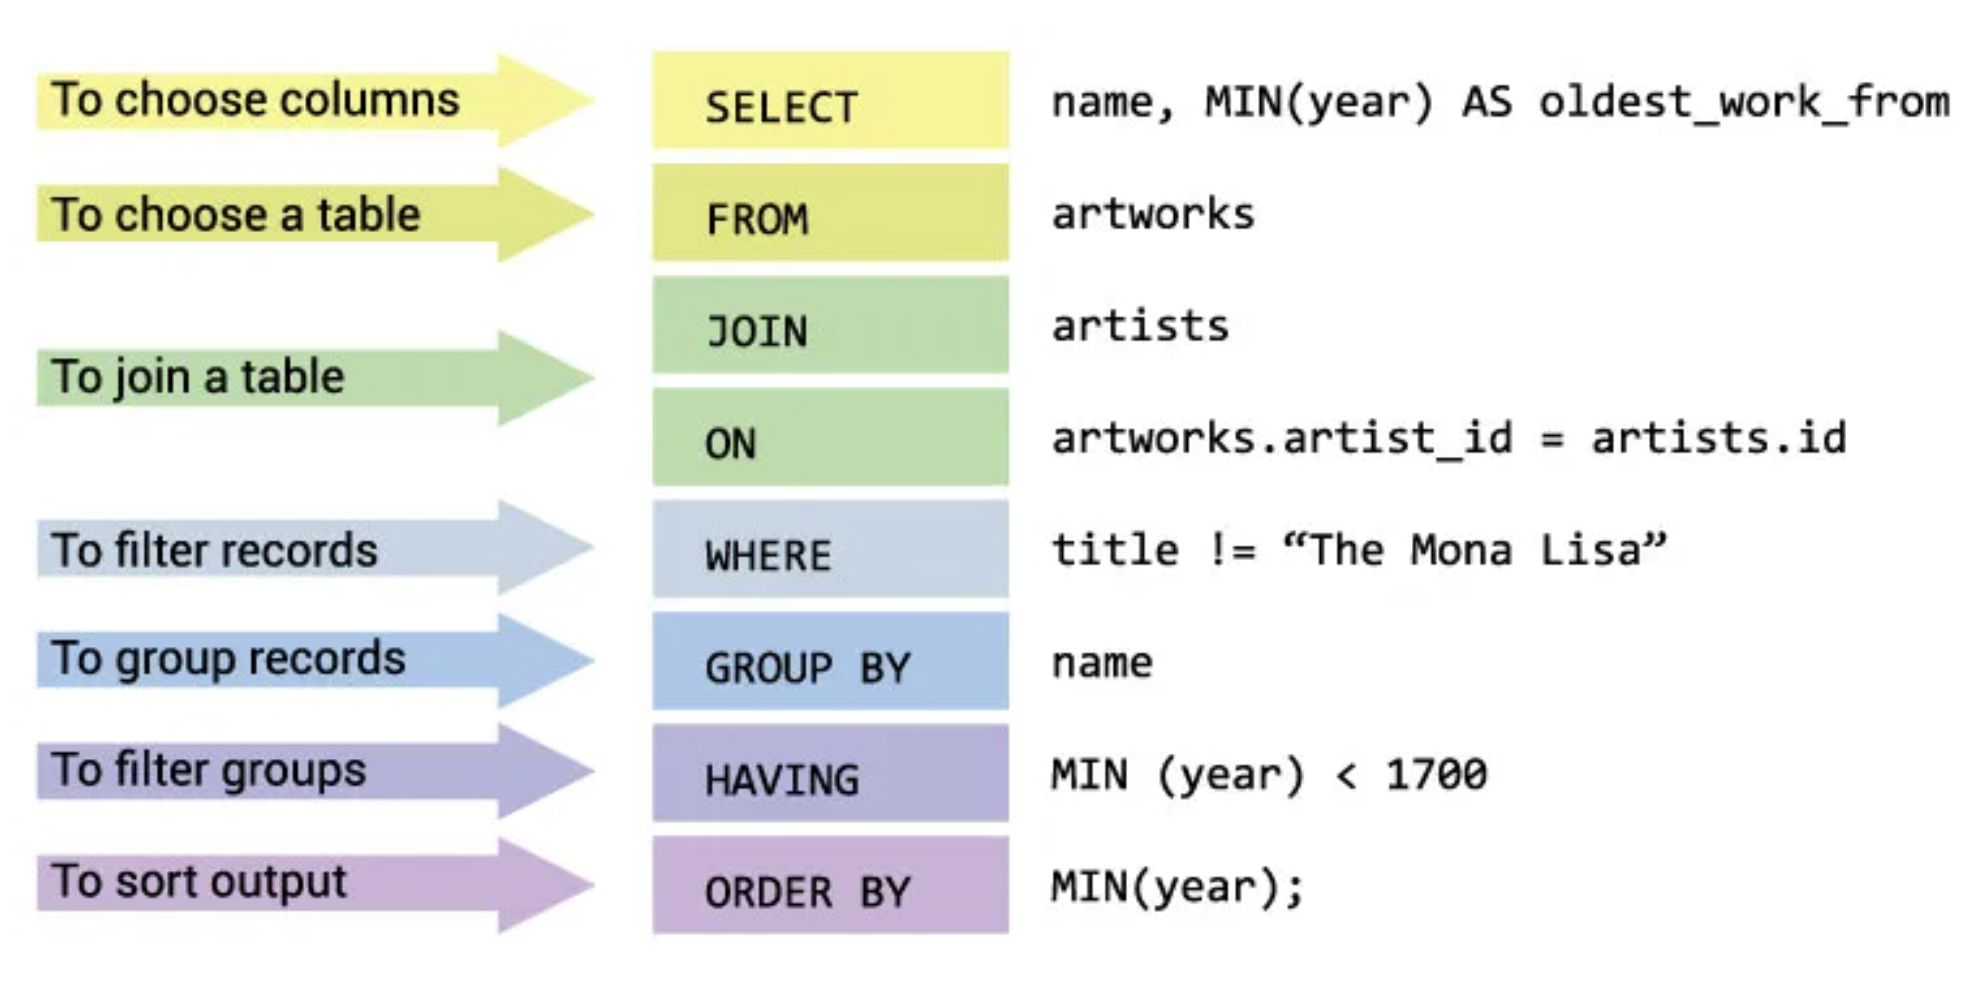 To choose columns SELECT name, MIN(year) AS oldest_work_from
To choose a table FROM artworks
JOIN artists
To join a table
ON artworks.artist_id = artists.id
To filter records WHERE title != “The Mona Lisa”
To group records GROUP BY name
To filter groups HAVING MIN (year) < 1700
To sort output ORDER BY MIN(year);